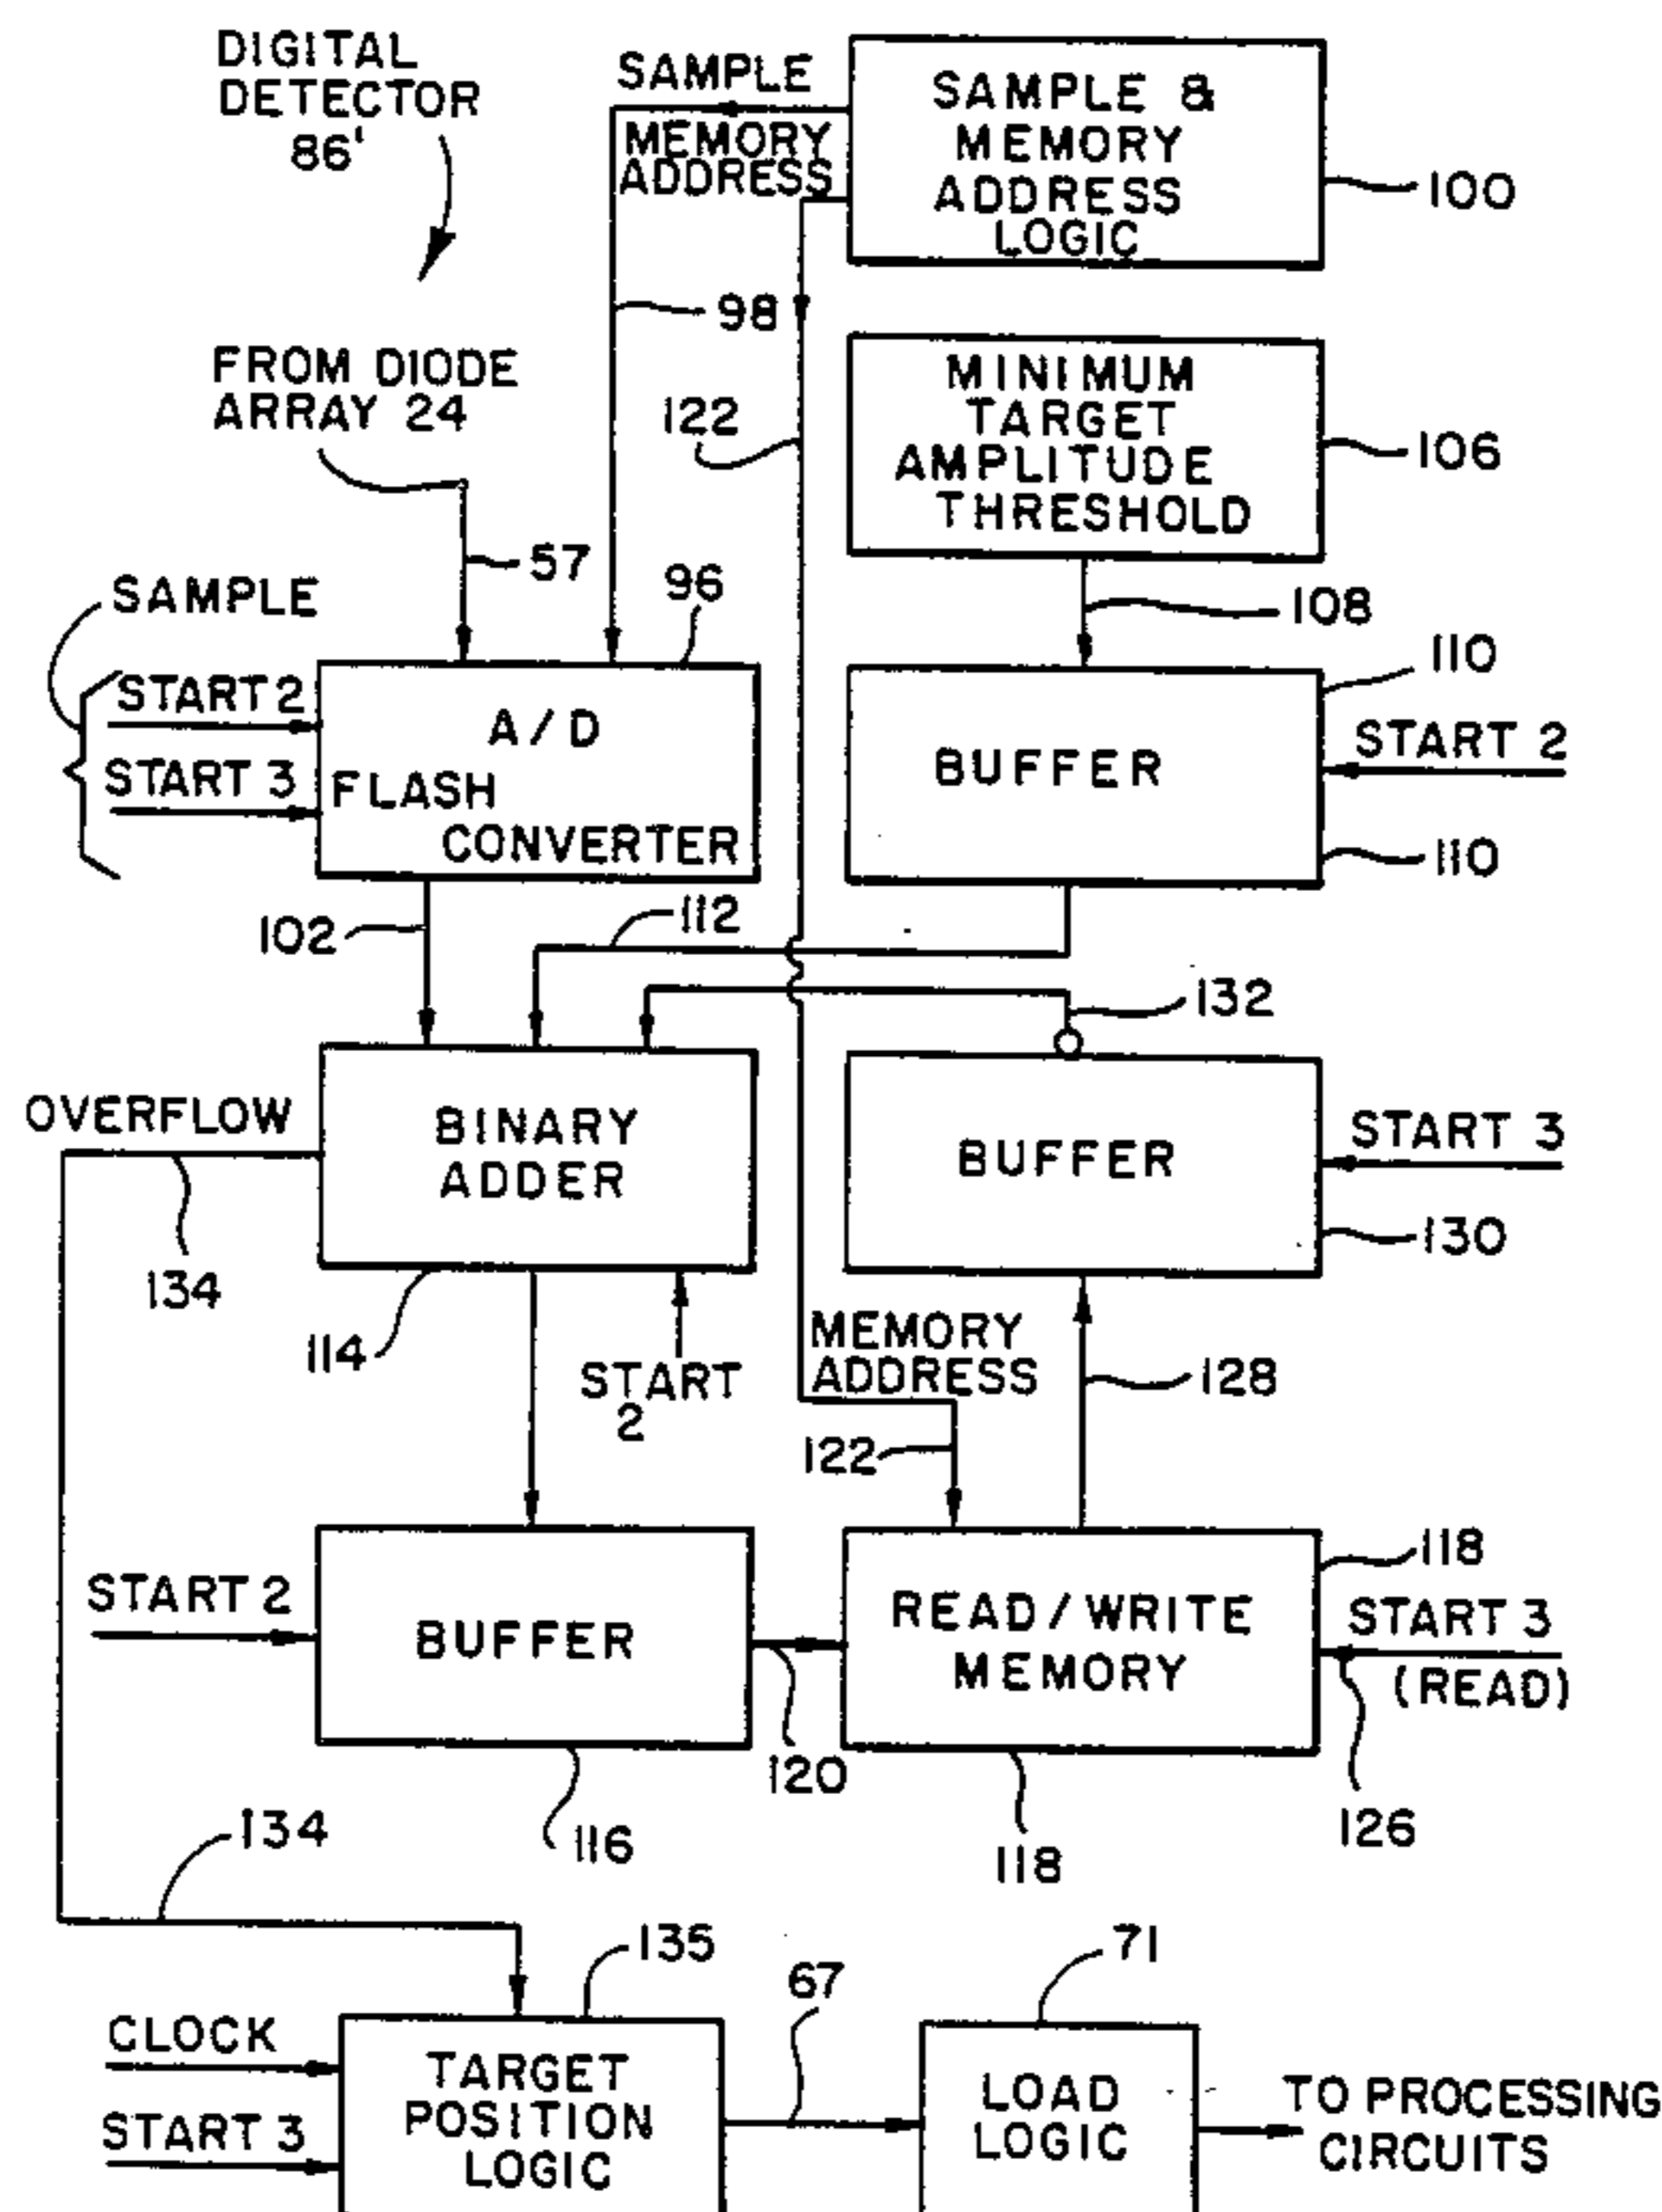 DIGITAL
DETECTOR
86'
SAMPLE
MEMORY
ADDRESS
SAMPLE &
MEMORY
ADDRESS
LOGIC
100
98
FROM DIODE
ARRAY 24
122
MINIMUM
TARGET
AMPLITUDE
THRESHOLD
106
57
96
108
SAMPLE
START 2
START 3
A/D
FLASH
CONVERTER
110
BUFFER
START 2
110
102
112
132
OVERFLOW
BINARY
ADDER
BUFFER
START 3
130
134
114
START
2
MEMORY
ADDRESS
128
122
START 2
BUFFER
READ/WRITE
MEMORY
118
START 3
(READ)
120
116
118
126
134
135
67
71
CLOCK
START 3
TARGET
POSITION
LOGIC
LOAD
LOGIC
TO PROCESSING
CIRCUITS